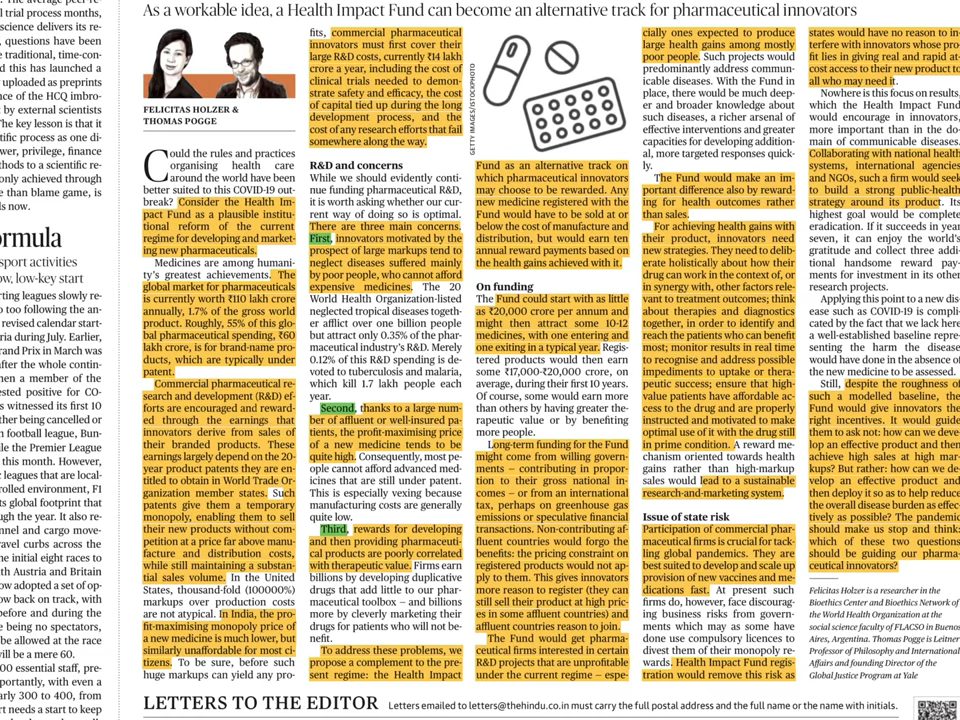 As a workable idea, a Health Impact Fund can become an alternative track for pharmaceutical innovators
FELICITAS HOLZER &
THOMAS POGGE
Could the rules and practices
organising health care
around the world have been
better suited to this COVID-19 out-
break? Consider the Health Im-
pact Fund as a plausible institu-
tional reform of the current
regime for developing and market-
ing new pharmaceuticals.
Medicines are among humani-
ty's greatest achievements. The
global market for pharmaceuticals
is currently worth ₹110 lakh crore
annually, 1.7% of the gross world
product. Roughly, 55% of this glo-
bal pharmaceutical spending, ₹60
lakh crore, is for brand-name pro-
ducts, which are typically under
patent.
Commercial pharmaceutical re-
search and development (R&D) ef-
forts are encouraged and reward-
ed through the earnings that
innovators derive from sales of
their branded products. These
earnings largely depend on the 20-
year product patents they are en-
titled to obtain in World Trade Or-
ganization member states. Such
patents give them a temporary
monopoly, enabling them to sell
their new products without com-
petition at a price far above manu-
facture and distribution costs,
while still maintaining a substan-
tial sales volume. In the United
States, thousand-fold (100000%)
markups over production costs
are not atypical. In India, the pro-
fit-maximising monopoly price of
a new medicine is much lower, but
similarly unaffordable for most ci-
tizens. To be sure, before such
huge markups can yield any pro-
fits, commercial pharmaceutical
innovators must first cover their
large R&D costs, currently ₹14 lakh
crore a year, including the cost of
clinical trials needed to demon-
strate safety and efficacy, the cost
of capital tied up during the long
development process, and the
cost of any research efforts that fail
somewhere along the way.
R&D and concerns
While we should evidently conti-
nue funding pharmaceutical R&D,
it is worth asking whether our cur-
rent way of doing so is optimal.
There are three main concerns.
First, innovators motivated by the
prospect of large markups tend to
neglect diseases suffered mainly
by poor people, who cannot afford
expensive medicines. The 20
World Health Organization-listed
neglected tropical diseases togeth-
er afflict over one billion people
but attract only 0.35% of the phar-
maceutical industry's R&D. Merely
0.12% of this R&D spending is de-
voted to tuberculosis and malaria,
which kill 1.7 lakh people each
year.
Second, thanks to a large num-
ber of affluent or well-insured pa-
tients, the profit-maximising price
of a new medicine tends to be
quite high. Consequently, most peo-
ple cannot afford advanced med-
icines that are still under patent.
This is especially vexing because
manufacturing costs are generally
quite low.
Third, rewards for developing
and then providing pharmaceuti-
cal products are poorly correlated
with therapeutic value. Firms earn
billions by developing duplicative
drugs that add little to our phar-
maceutical toolbox – and billions
more by cleverly marketing their
drugs for patients who will not be-
nefit.
To address these problems, we
propose a complement to the pre-
sent regime: the Health Impact
GETTY IMAGES/ISTOCKPHOTO
Fund as an alternative track on
which pharmaceutical innovators
may choose to be rewarded. Any
new medicine registered with the
Fund would have to be sold at or
below the cost of manufacture and
distribution, but would earn ten
annual reward payments based on
the health gains achieved with it.
On funding
The Fund could start with as little
as ₹20,000 crore per annum and
might then attract some 10-12
medicines, with one entering and
one exiting in a typical year. Regis-
tered products would then earn
some ₹17,000-₹20,000 crore, on
average, during their first 10 years.
Of course, some would earn more
than others by having greater the-
rapeutic value or by benefiting
more people.
Long-term funding for the Fund
might come from willing govern-
ments – contributing in propor-
tion to their gross national in-
comes – or from an international
tax, perhaps on greenhouse gas
emissions or speculative financial
transactions. Non-contributing af-
fluent countries would forgo the
benefits: the pricing constraint on
registered products would not ap-
ply to them. This gives innovators
more reason to register (they can
still sell their product at high pric-
es in some affluent countries) and
affluent countries reason to join.
The Fund would get pharma-
ceutical firms interested in certain
R&D projects that are unprofitable
under the current regime – espe-
cially ones expected to produce
large health gains among mostly
poor people. Such projects would
predominantly address commun-
icable diseases. With the Fund in
place, there would be much deep-
er and broader knowledge about
such diseases, a richer arsenal of
effective interventions and greater
capacities for developing addition-
al, more targeted responses quick-
ly.
The Fund would make an im-
portant difference also by reward-
ing for health outcomes rather
than sales.
For achieving health gains with
their product, innovators need
new strategies. They need to delib-
erate holistically about how their
drug can work in the context of, or
in synergy with, other factors rele-
vant to treatment outcomes; think
about therapies and diagnostics
together, in order to identify and
reach the patients who can benefit
most; monitor results in real time
to recognise and address possible
impediments to uptake or thera-
peutic success; ensure that high-
value patients have affordable ac-
cess to the drug and are properly
instructed and motivated to make
optimal use of it with the drug still
in prime condition. A reward me-
chanism oriented towards health
gains rather than high-markup
sales would lead to a sustainable
research-and-marketing system.
Issue of state risk
Participation of commercial phar-
maceutical firms is crucial for tac-
kling global pandemics. They are
best suited to develop and scale up
provision of new vaccines and me-
dications fast. At present such
firms do, however, face discourag-
ing business risks from govern-
ments which may as some have
done use compulsory licences to
divest them of their monopoly re-
wards. Health Impact Fund regis-
tration would remove this risk as
states would have no reason to in-
terfere with innovators whose pro-
fit lies in giving real and rapid at-
cost access to their new product to
all who may need it.
Nowhere is this focus on results,
which the Health Impact Fund
would encourage in innovators,
more important than in the do-
main of communicable diseases.
Collaborating with national health
systems, international agencies
and NGOs, such a firm would seek
to build a strong public-health
strategy around its product. Its
highest goal would be complete
eradication. If it succeeds in year
seven, it can enjoy the world's
gratitude and collect three addi-
tional handsome reward pay-
ments for investment in its other
research projects.
Applying this point to a new dis-
ease such as COVID-19 is compli-
cated by the fact that we lack here
a well-established baseline repre-
senting the harm the disease
would have done in the absence of
the new medicine to be assessed.
Still, despite the roughness of
such a modelled baseline, the
Fund would give innovators the
right incentives. It would guide
them to ask not: how can we deve-
lop an effective product and then
achieve high sales at high mar-
kups? But rather: how can we de-
velop an effective product and
then deploy it so as to help reduce
the overall disease burden as effec-
tively as possible? The pandemic
should make us stop and think:
which of these two questions
should be guiding our pharma-
ceutical innovators?
Felicitas Holzer is a researcher in the
Bioethics Center and Bioethics Network of
the World Health Organization at the
social science faculty of FLACSO in Buenos
Aires, Argentina. Thomas Pogge is Leitner
Professor of Philosophy and International
Affairs and founding Director of the
Global Justice Program at Yale
LETTERS TO THE EDITOR
Letters emailed to letters@thehindu.co.in must carry the full postal address and the full name or the name with initials.